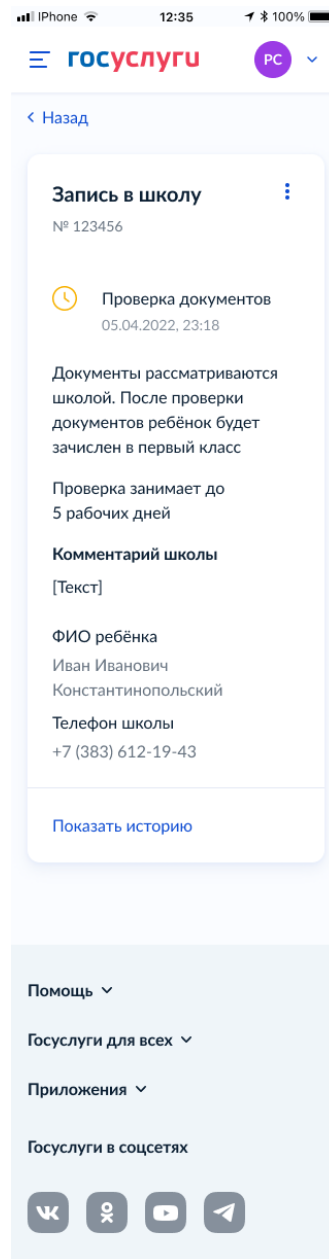 iPhone 12:35 100%
госуслуги РС
Назад
Запись в школу
№ 123456
Проверка документов
05.04.2022, 23:18
Документы рассматриваются
школой. После проверки
документов ребёнок будет
зачислен в первый класс
Проверка занимает до
5 рабочих дней
Комментарий школы
[Текст]
ФИО ребёнка
Иван Иванович
Константинопольский
Телефон школы
+7 (383) 612-19-43
Показать историю
Помощь
Госуслуги для всех
Приложения
Госуслуги в соцсетях